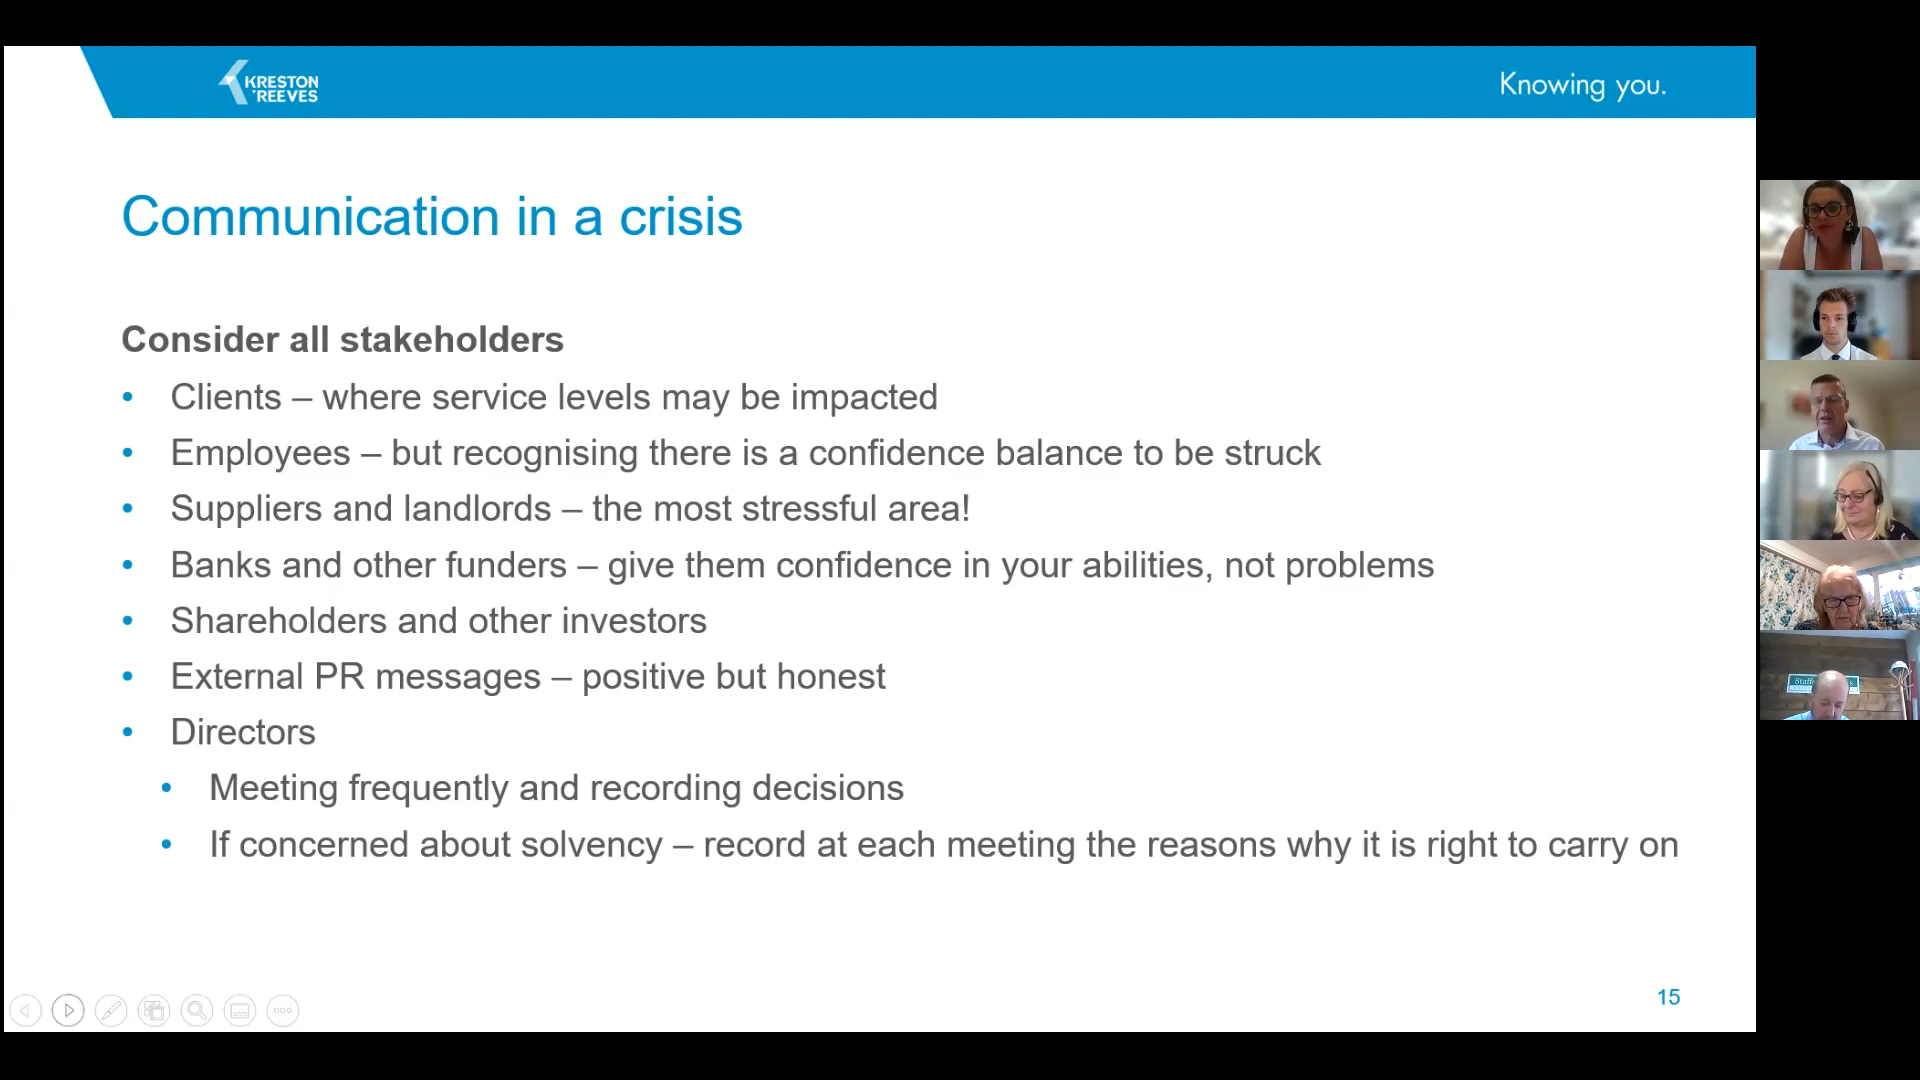 KRESTON
REEVES
Knowing you.
Communication in a crisis
Consider all stakeholders
• Clients – where service levels may be impacted
• Employees – but recognising there is a confidence balance to be struck
• Suppliers and landlords – the most stressful area!
• Banks and other funders – give them confidence in your abilities, not problems
• Shareholders and other investors
• External PR messages – positive but honest
• Directors
• Meeting frequently and recording decisions
• If concerned about solvency – record at each meeting the reasons why it is right to carry on
15